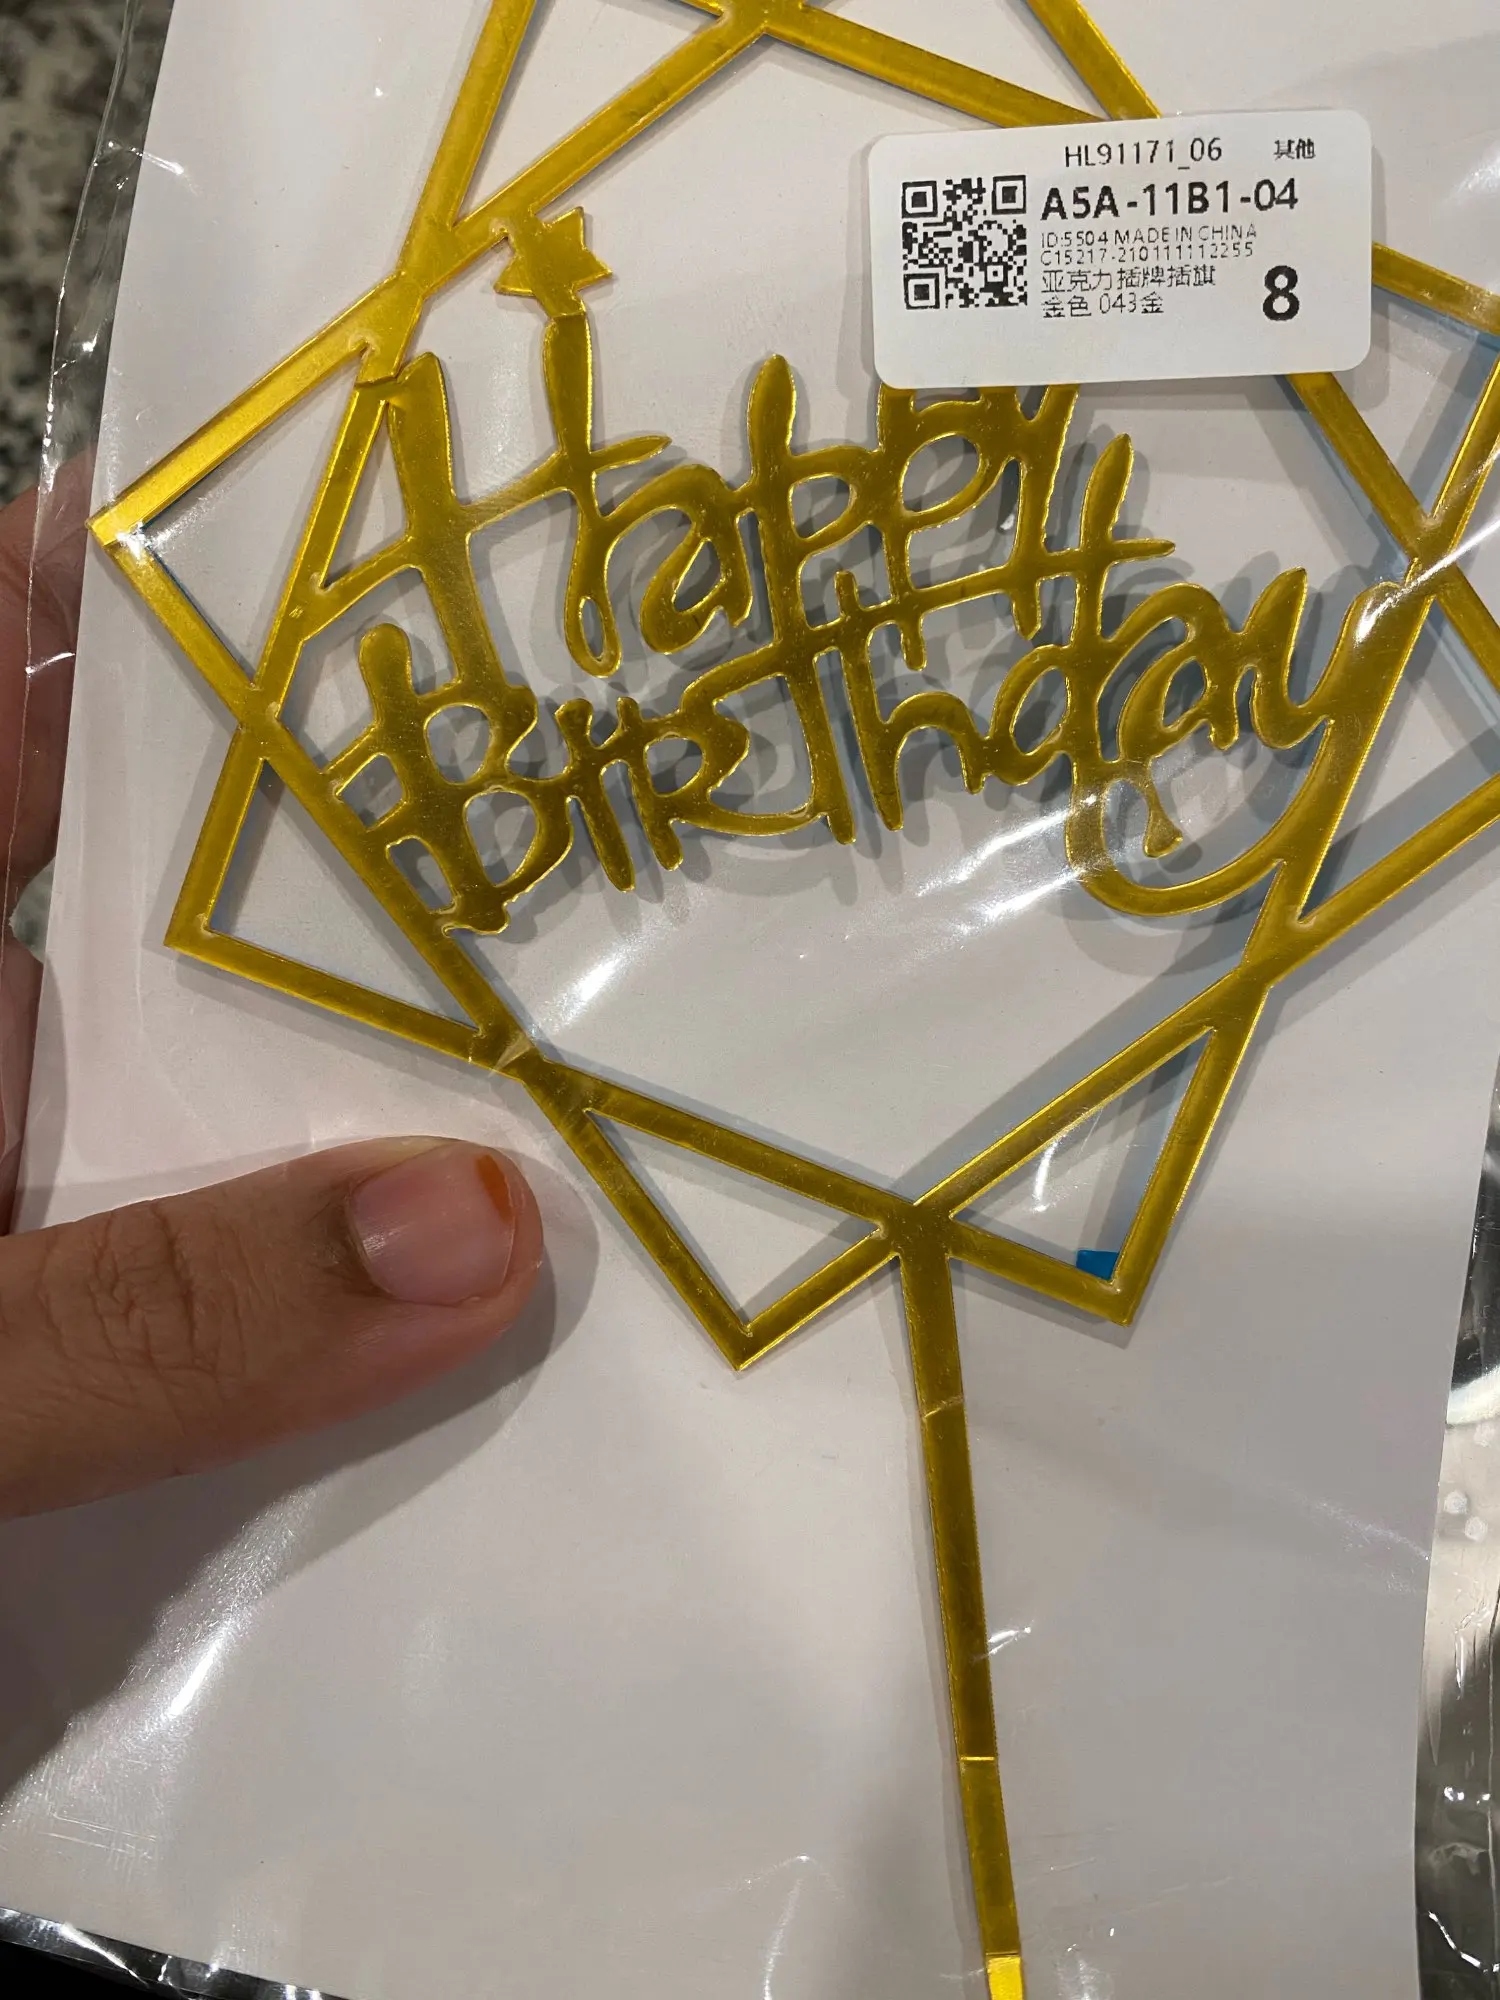 HL91171_06 其他
A5A-11B1-04
ID:5504 MADE IN CHINA
C15217-210111112255
亚克力插牌插旗
金色 043金
8
Happy
Birthday